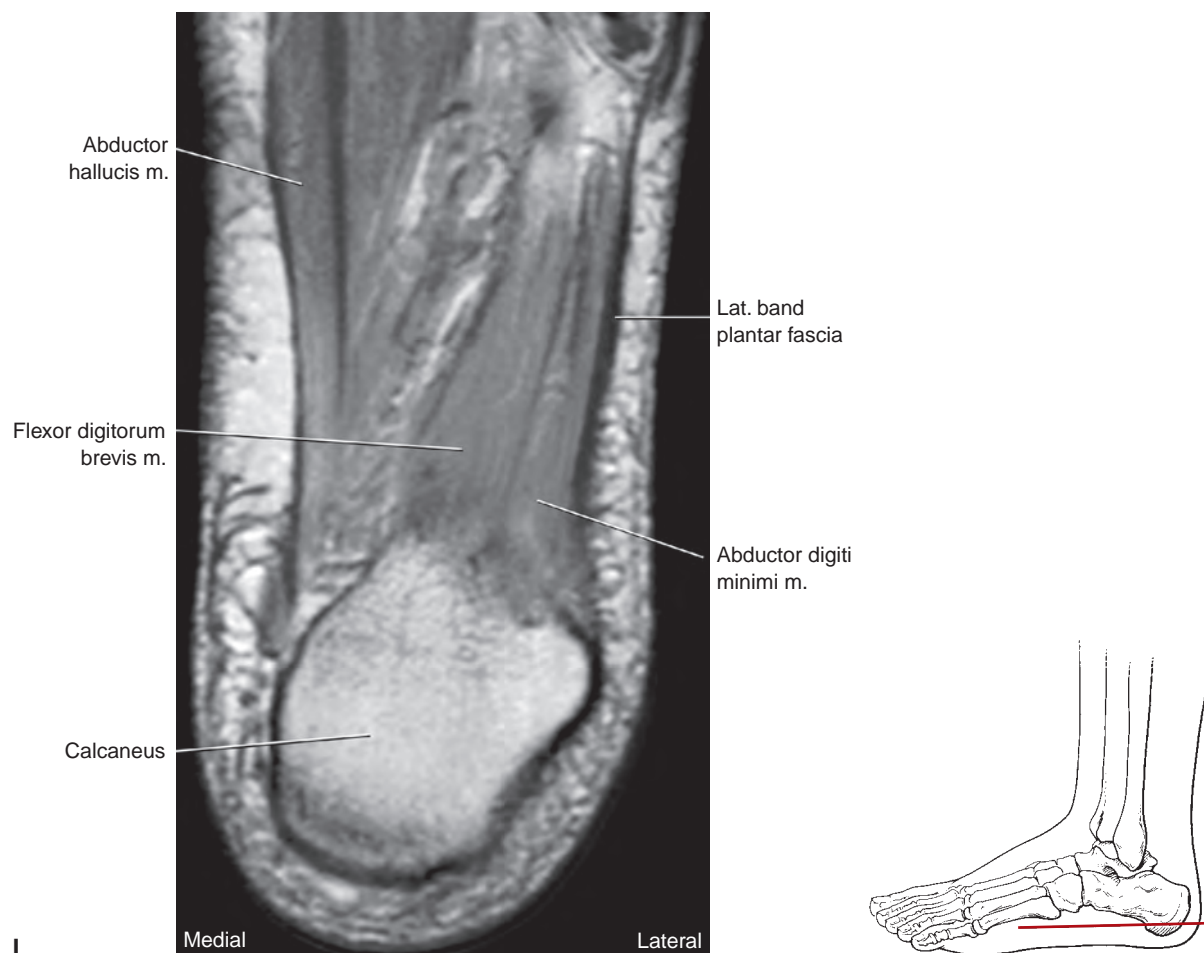 Abductor
hallucis m.
Lat. band
plantar fascia
Flexor digitorum
brevis m.
Abductor digiti
minimi m.
Calcaneus
Medial
Lateral